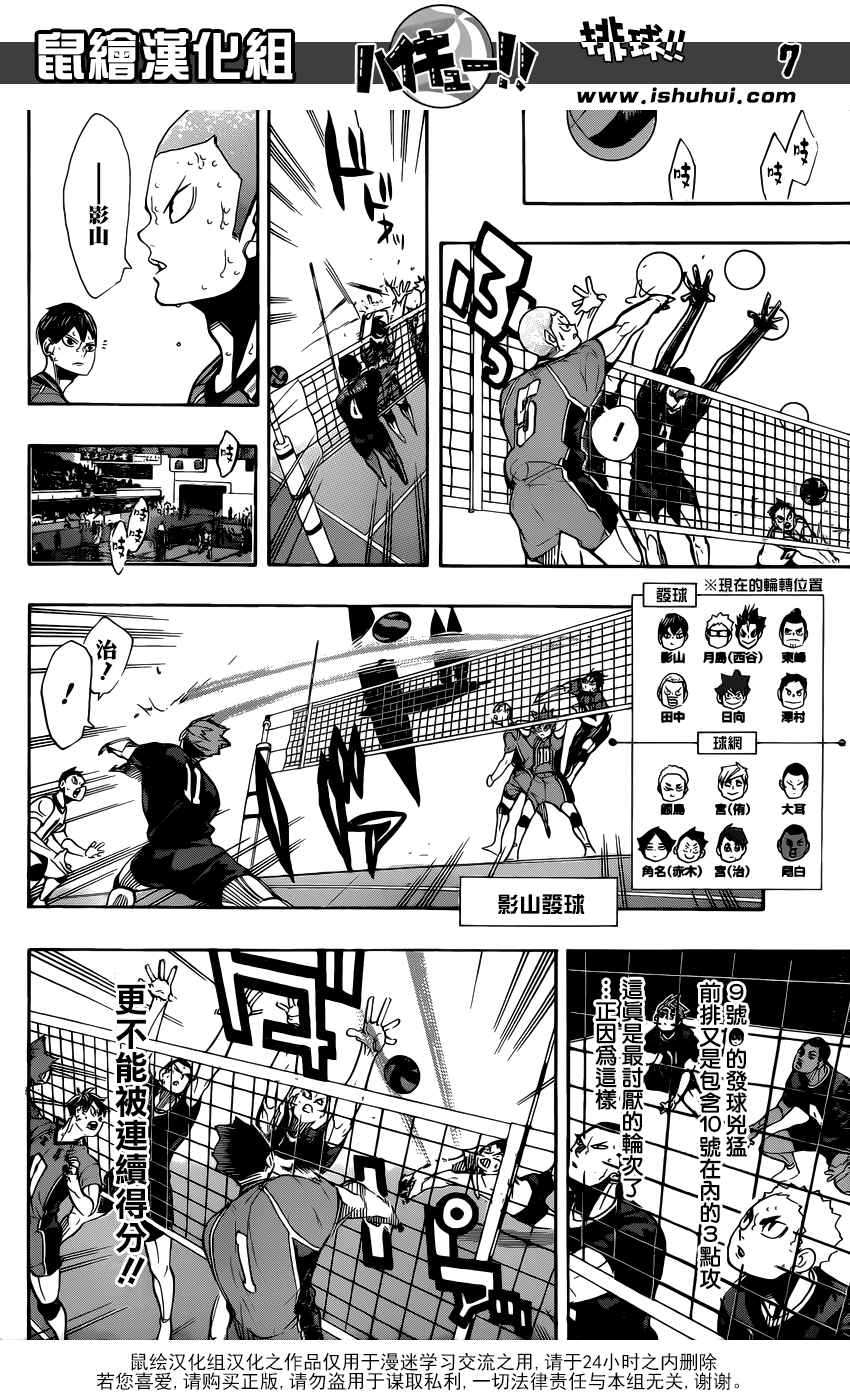 鼠繪漢化組
ハイキュー!!
排球!!
7
www.ishuhui.com
吱
吱
吱
ふっ
5
!
ドドッ
——影山
吱
吱
吱
※現在的輪轉位置
發球
影山 月島(西谷) 東峰
田中 日向 澤村
球網
飯島 宮(侑) 大耳
角名(赤木) 宮(治) 尾白
治!
!
11
10
ドッ
影山發球
9號的發球兇猛
前排又是包含10號在內的3點攻
這真是最討厭的輪次了
…正因為這樣
更不能被連續得分!!
1
鼠绘汉化组汉化之作品仅用于漫迷学习交流之用,请于24小时之内删除
若您喜爱,请购买正版,请勿用于谋取私利,一切法律责任与本组无关,谢谢。